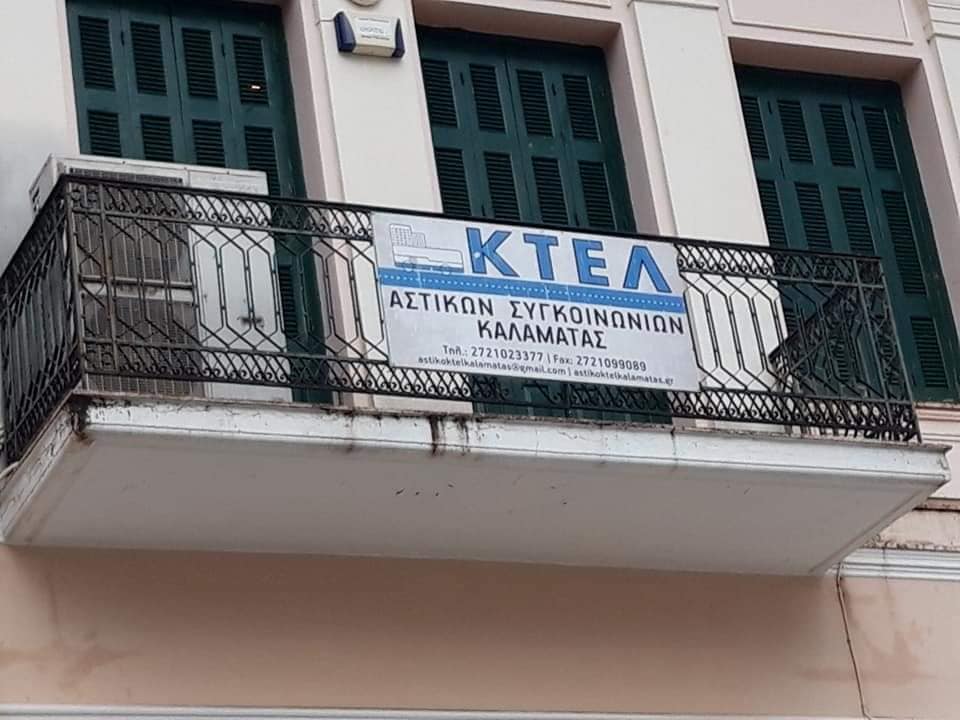 ΚΤΕΛ
ΑΣΤΙΚΩΝ ΣΥΓΚΟΙΝΩΝΙΩΝ
ΚΑΛΑΜΑΤΑΣ
Τηλ.: 2721023377 | Fax: 2721099089
astikoktelkalamatas@gmail.com | astikoktelkalamatas.gr